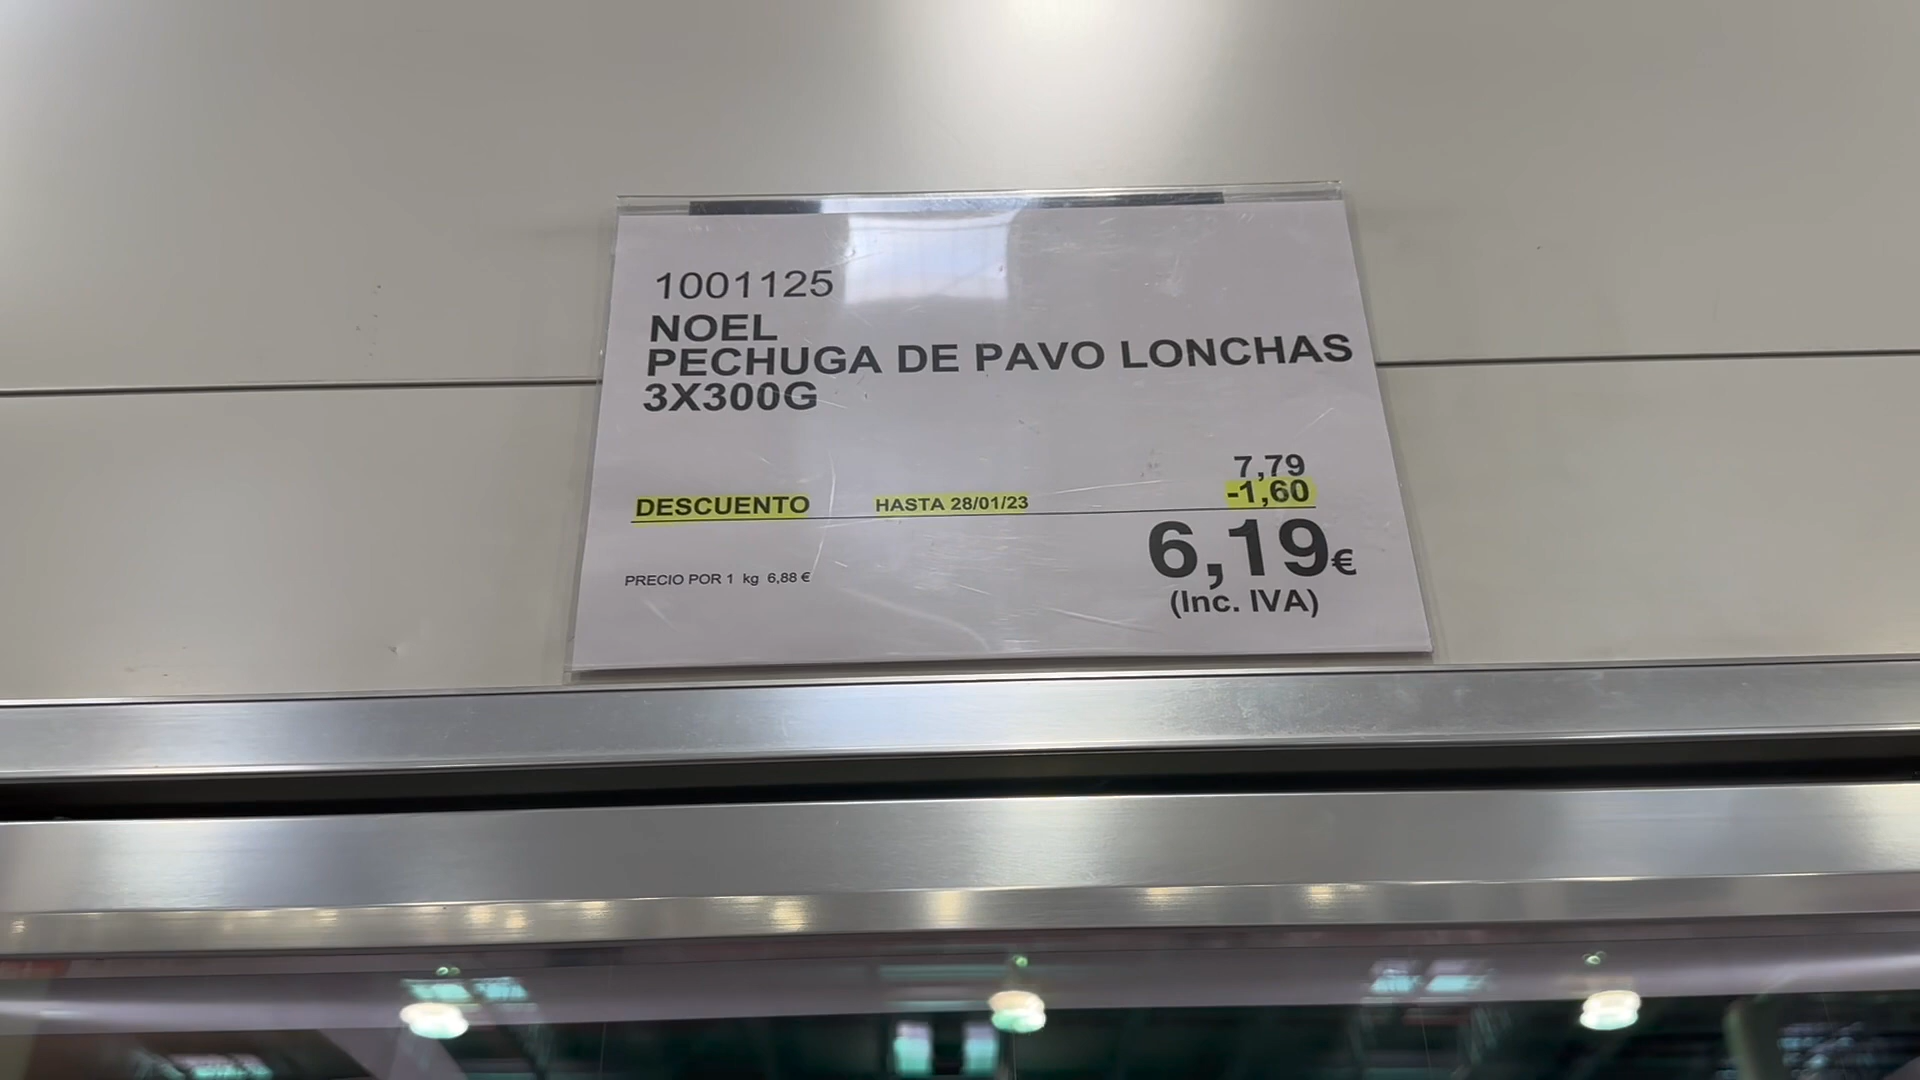 1001125
NOEL
PECHUGA DE PAVO LONCHAS
3X300G
7,79
DESCUENTO HASTA 28/01/23 -1,60
6,19€
PRECIO POR 1 kg 6,88 €
(Inc. IVA)